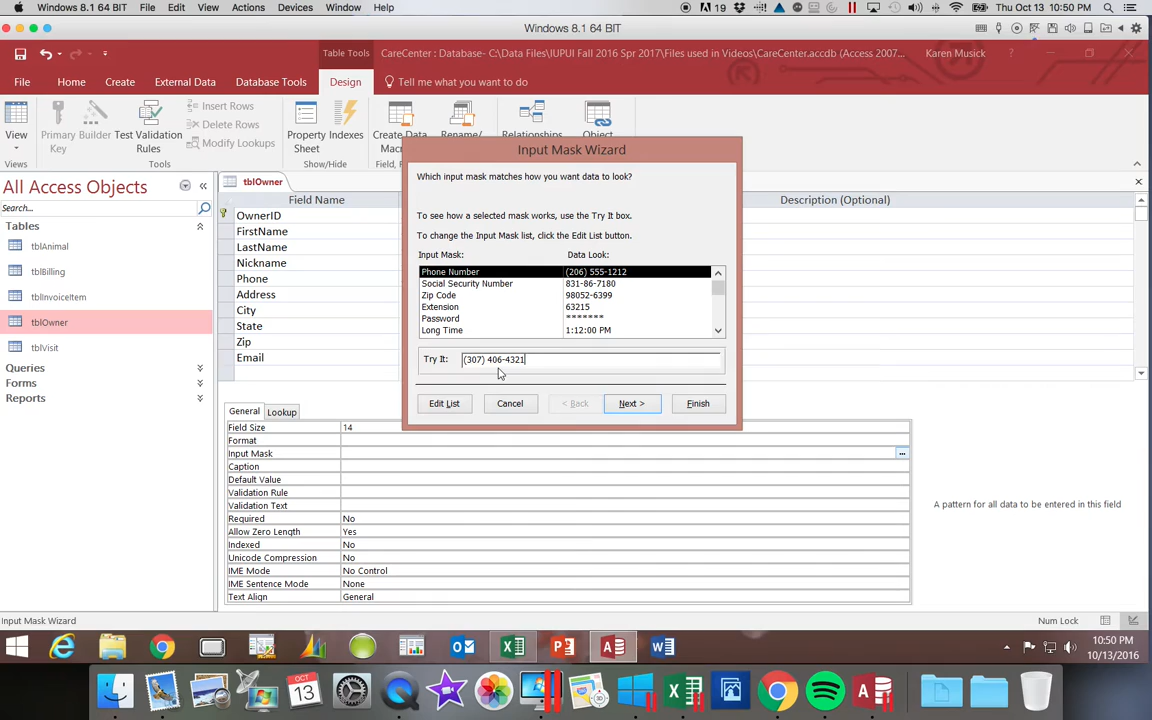 MSP 101 File Edit View Actions Devices Window Help 19 Thu Oct 13 10:50 PM
Windows 8.1 64 BIT
Table Tools CareCenter : Database- C:\Data Files\IUPUI Fall 2016 Spr 2017\Files used in Videos\CareCenter.accdb (Access 2007... Karen Musick ?
File Home Create External Data Database Tools Design Tell me what you want to do
View Primary Key Builder Test Validation Rules Insert Rows Delete Rows Modify Lookups Property Sheet Indexes Create Data Rename/ Relationships Object
Views Tools Show/Hide
All Access Objects
Search...
Tables
tblAnimal
tblBilling
tblInvoiceItem
tblOwner
tblVisit
Queries
Forms
Reports
tblOwner
Field Name Description (Optional)
OwnerID
FirstName
LastName
Nickname
Phone
Address
City
State
Zip
Email
Input Mask Wizard
Which input mask matches how you want data to look?
To see how a selected mask works, use the Try It box.
To change the Input Mask list, click the Edit List button.
Input Mask: Data Look:
Phone Number (206) 555-1212
Social Security Number 831-86-7180
Zip Code 98052-6399
Extension 63215
Password *******
Long Time 1:12:00 PM
Try It: (307) 406-4321
Edit List Cancel < Back Next > Finish
General Lookup
Field Size 14
Format
Input Mask ...
Caption
Default Value
Validation Rule
Validation Text
Required No
Allow Zero Length Yes
Indexed No
Unicode Compression No
IME Mode No Control
IME Sentence Mode None
Text Align General
A pattern for all data to be entered in this field
Input Mask Wizard Num Lock
10:50 PM
10/13/2016
OCT
13